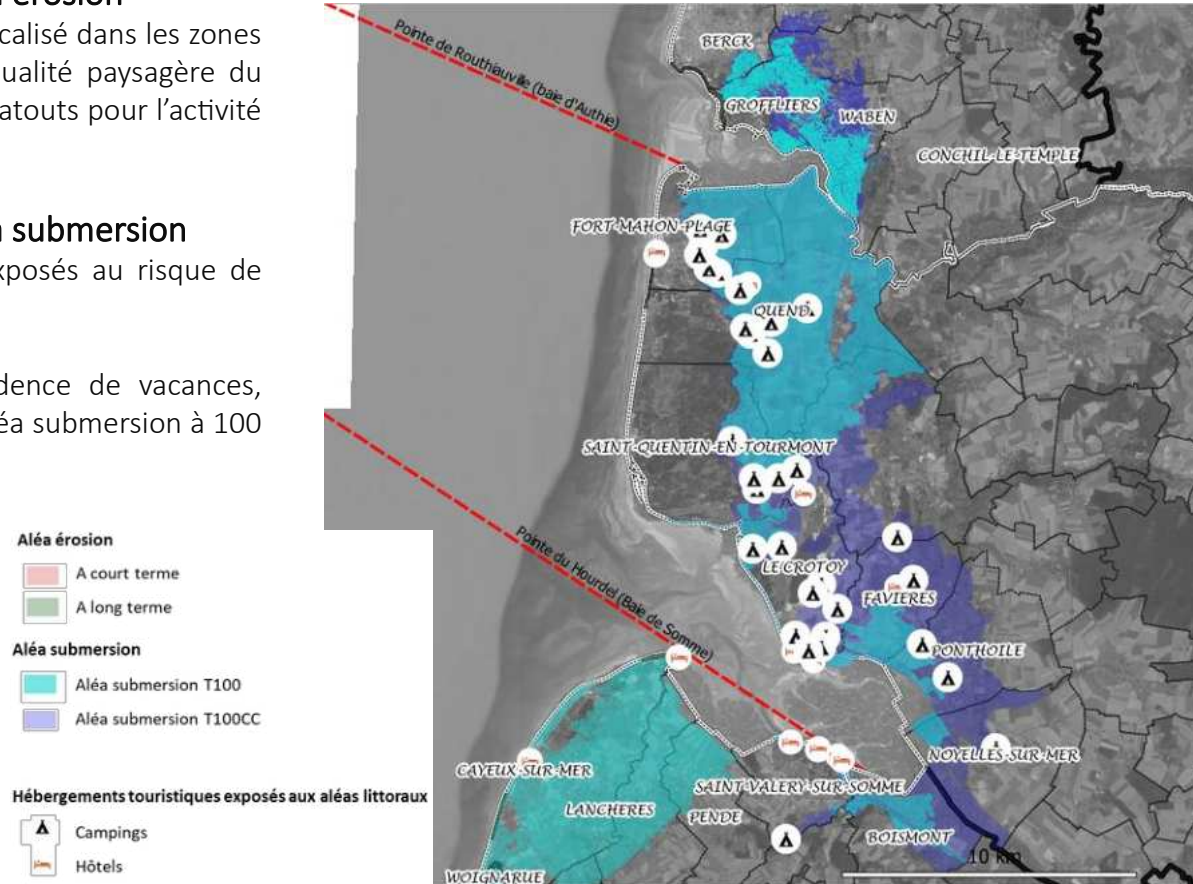 érosion
calisé dans les zones
ualité paysagère du
atouts pour l’activité
submersion
xposés au risque de
dence de vacances,
éa submersion à 100
Aléa érosion
A court terme
A long terme
Aléa submersion
Aléa submersion T100
Aléa submersion T100CC
Hébergements touristiques exposés aux aléas littoraux
Campings
Hôtels
Pointe de Routhiauville (baie d'Authie)
BERCK
GROFFLIERS
WABEN
CONCHIL-LE-TEMPLE
FORT-MAHON-PLAGE
QUEND
SAINT-QUENTIN-EN-TOURMONT
Pointe du Hourdel (Baie de Somme)
LE CROTOY
FAVIERES
PONTHOILE
NOYELLES-SUR-MER
CAYEUX-SUR-MER
SAINT-VALERY-SUR-SOMME
LANCHERES
PENDE
BOISMONT
WOIGNARUE
10 km